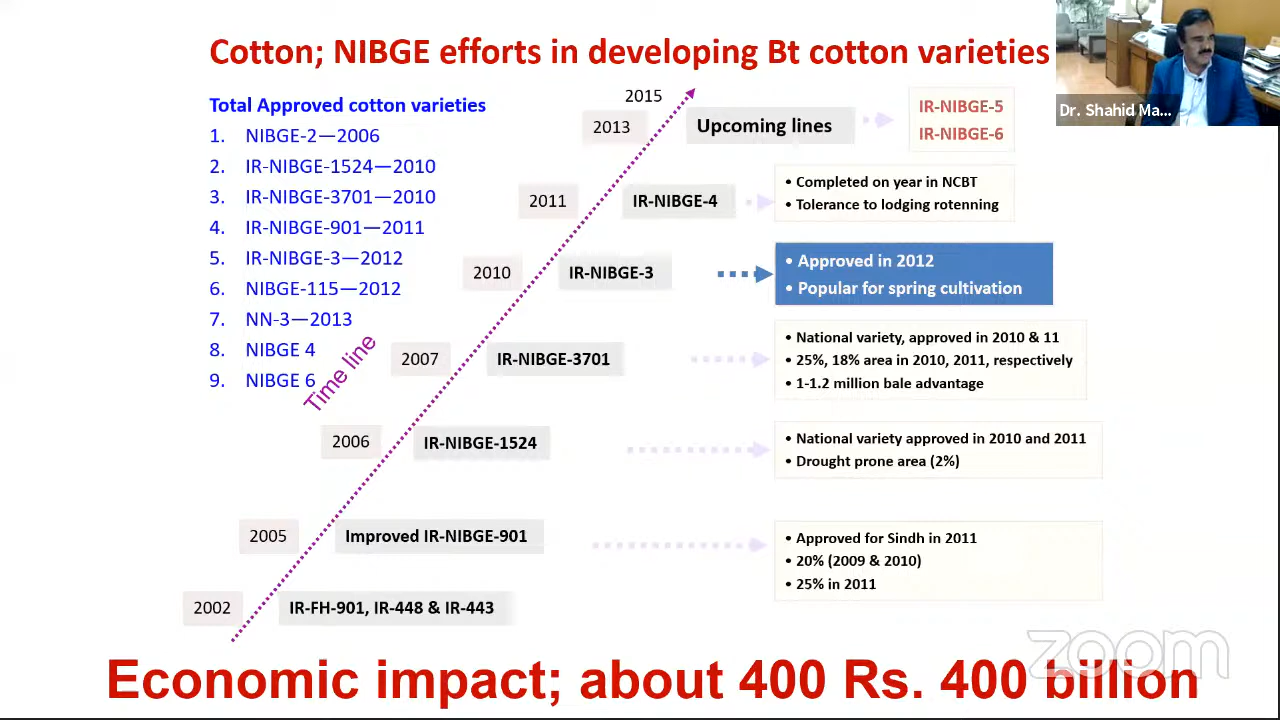 Cotton; NIBGE efforts in developing Bt cotton varieties
Dr. Shahid Ma...
Total Approved cotton varieties
1. NIBGE-2—2006
2. IR-NIBGE-1524—2010
3. IR-NIBGE-3701—2010
4. IR-NIBGE-901—2011
5. IR-NIBGE-3—2012
6. NIBGE-115—2012
7. NN-3—2013
8. NIBGE 4
9. NIBGE 6
Time line
2015
2013
Upcoming lines
IR-NIBGE-5
IR-NIBGE-6
2011
IR-NIBGE-4
• Completed on year in NCBT
• Tolerance to lodging rotenning
2010
IR-NIBGE-3
• Approved in 2012
• Popular for spring cultivation
2007
IR-NIBGE-3701
• National variety, approved in 2010 & 11
• 25%, 18% area in 2010, 2011, respectively
• 1-1.2 million bale advantage
2006
IR-NIBGE-1524
• National variety approved in 2010 and 2011
• Drought prone area (2%)
2005
Improved IR-NIBGE-901
• Approved for Sindh in 2011
• 20% (2009 & 2010)
• 25% in 2011
2002
IR-FH-901, IR-448 & IR-443
zoom
Economic impact; about 400 Rs. 400 billion